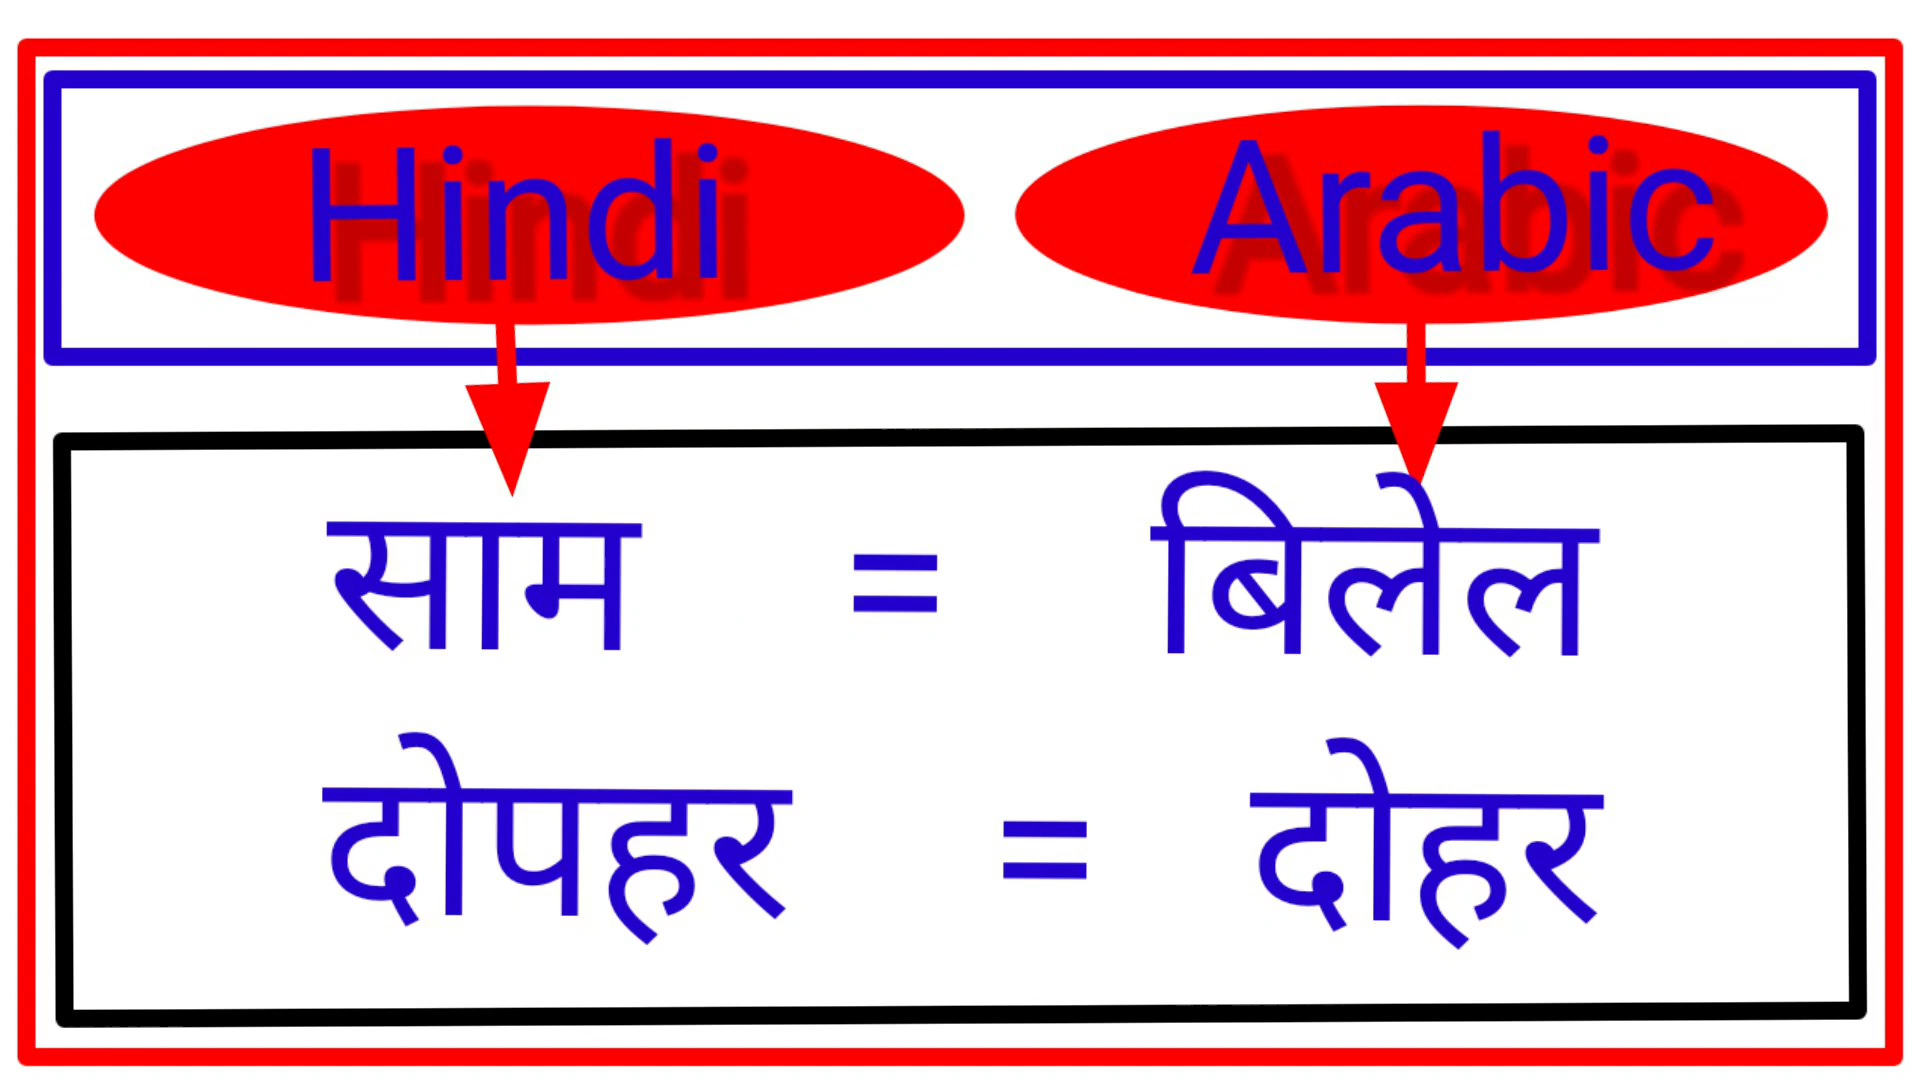 Hindi Arabic
साम = बिलेल
दोपहर = दोहर